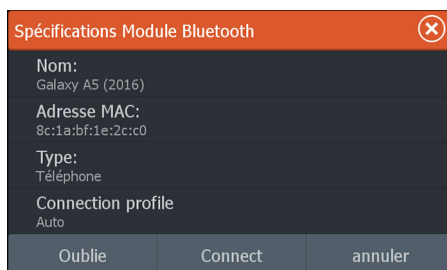 Spécifications Module Bluetooth
Nom:
Galaxy A5 (2016)
Adresse MAC:
8c:1a:bf:1e:2c:c0
Type:
Téléphone
Connection profile
Auto
Oublie Connect annuler